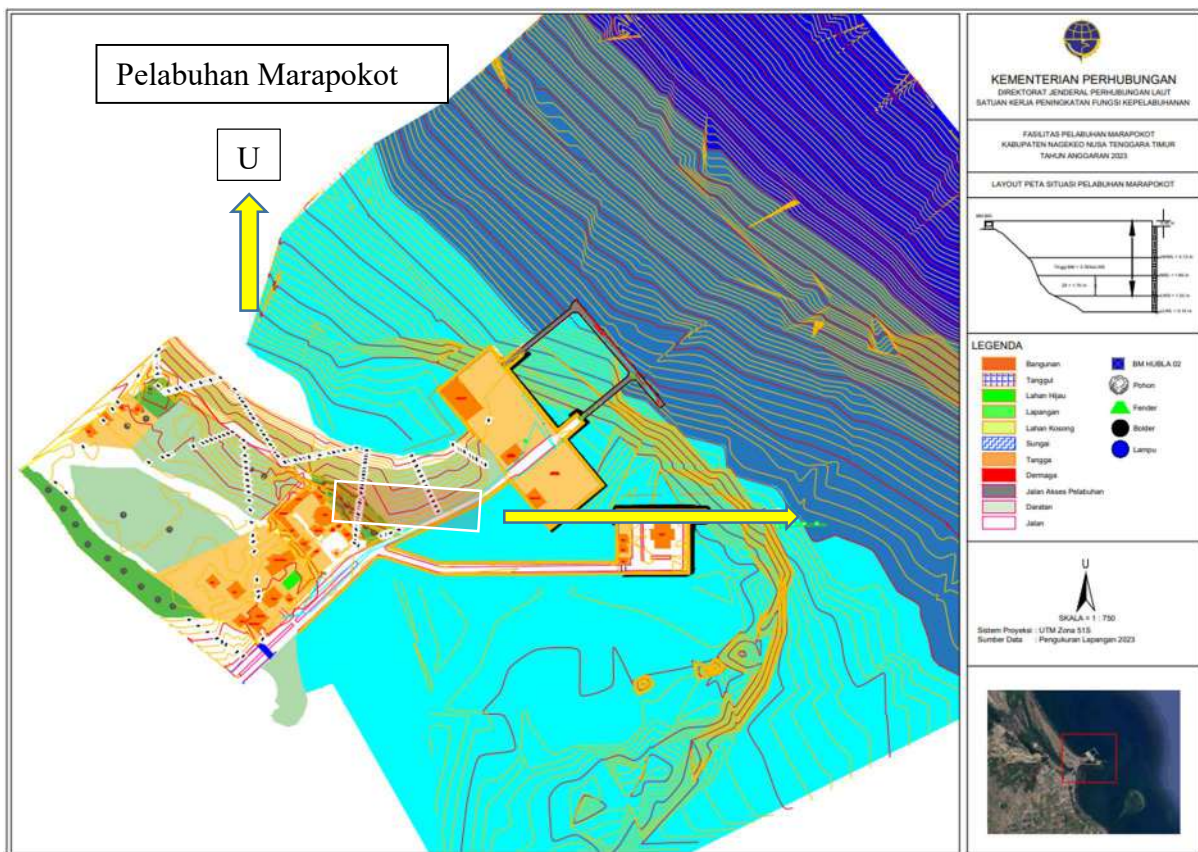 Pelabuhan Marapokot
U
KEMENTERIAN PERHUBUNGAN
DIREKTORAT JENDERAL PERHUBUNGAN LAUT
SATUAN KERJA PENINGKATAN FUNGSI KEPELABUHANAN
FASILITAS PELABUHAN MARAPOKOT
KABUPATEN NAGEKEO NUSA TENGGARA TIMUR
TAHUN ANGGARAN 2023
LAYOUT PETA SITUASI PELABUHAN MARAPOKOT
LEGENDA
Bangunan
Tanggul
Lahan Hijau
Lapangan
Lahan Kosong
Sungai
Tangga
Dermaga
Jalan Akses Pelabuhan
Daratan
Jalan
BM HUBLA 02
Pohon
Fender
Bolder
Lampu
U
SKALA = 1 : 750
Sistem Proyeksi : UTM Zona 51S
Sumber Data : Pengukuran Lapangan 2023